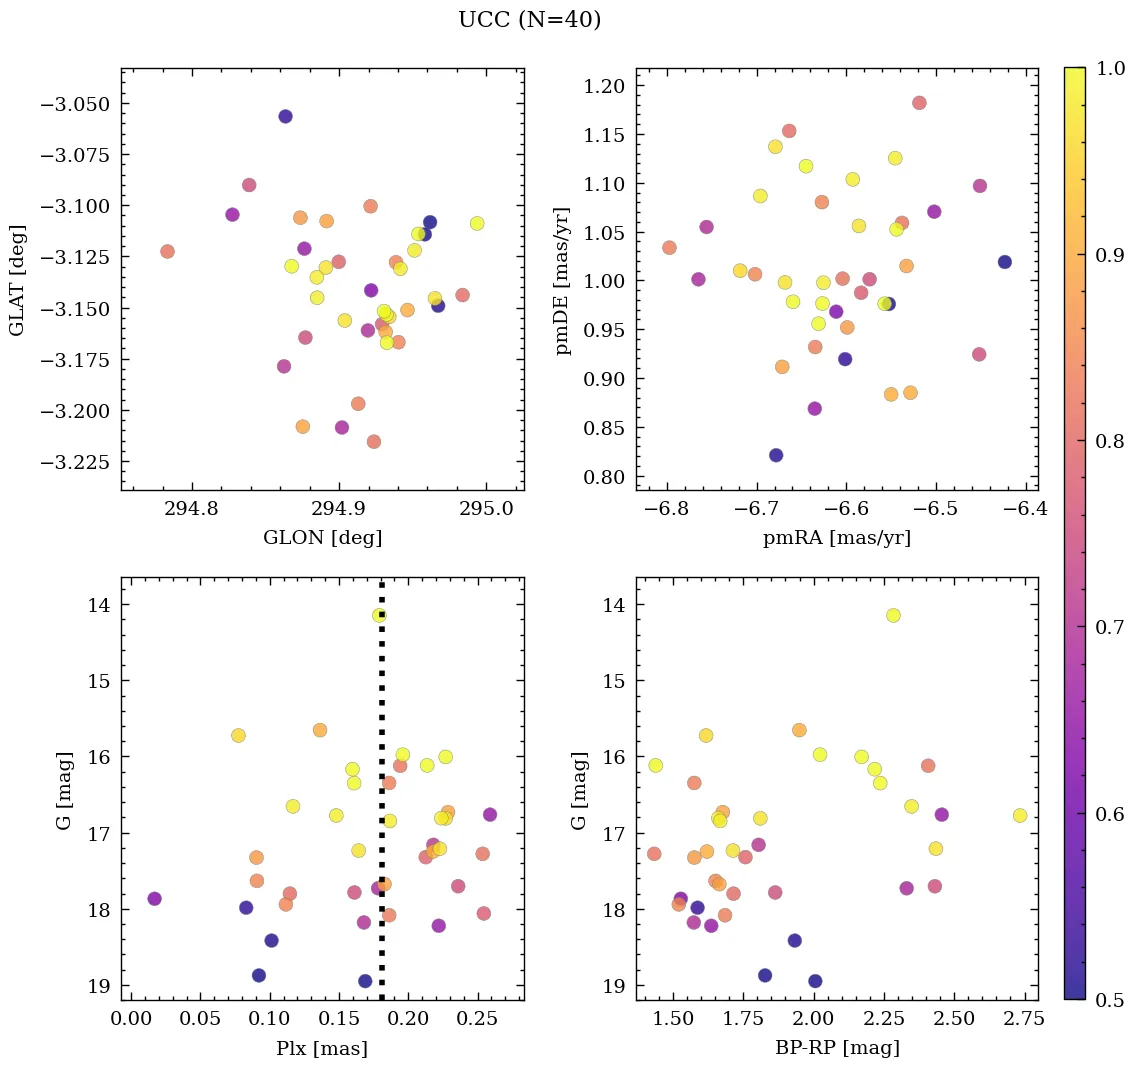 UCC (N=40)
−3.050
−3.075
−3.100
−3.125
−3.150
−3.175
−3.200
−3.225
GLAT [deg]
294.8 294.9 295.0
GLON [deg]
1.20
1.15
1.10
1.05
1.00
0.95
0.90
0.85
0.80
pmDE [mas/yr]
−6.8 −6.7 −6.6 −6.5 −6.4
pmRA [mas/yr]
14
15
16
17
18
19
G [mag]
0.00 0.05 0.10 0.15 0.20 0.25
Plx [mas]
14
15
16
17
18
19
G [mag]
1.50 1.75 2.00 2.25 2.50 2.75
BP-RP [mag]
1.0
0.9
0.8
0.7
0.6
0.5